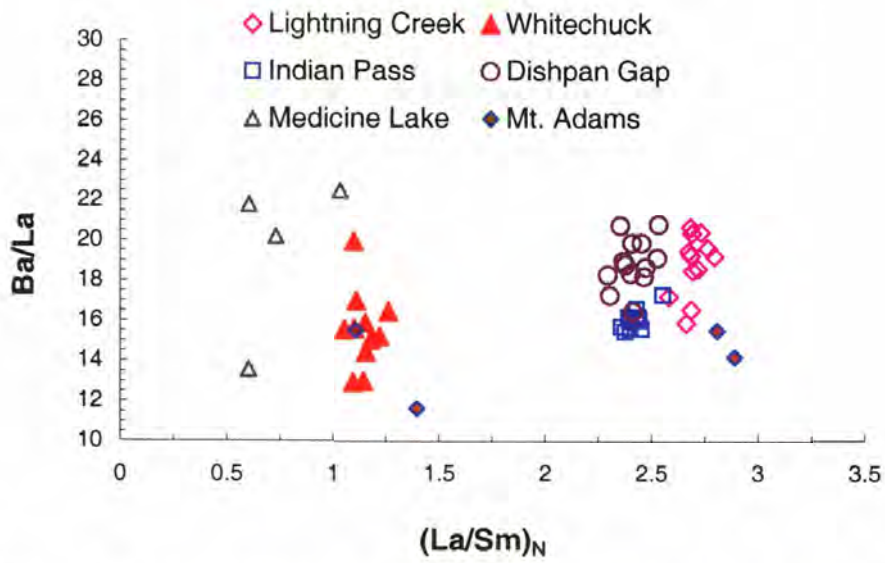 Lightning Creek Whitechuck
Indian Pass Dishpan Gap
Medicine Lake Mt. Adams
30
28
26
24
22
20
18
16
14
12
10
Ba/La
0 0.5 1 1.5 2 2.5 3 3.5
(La/Sm)N